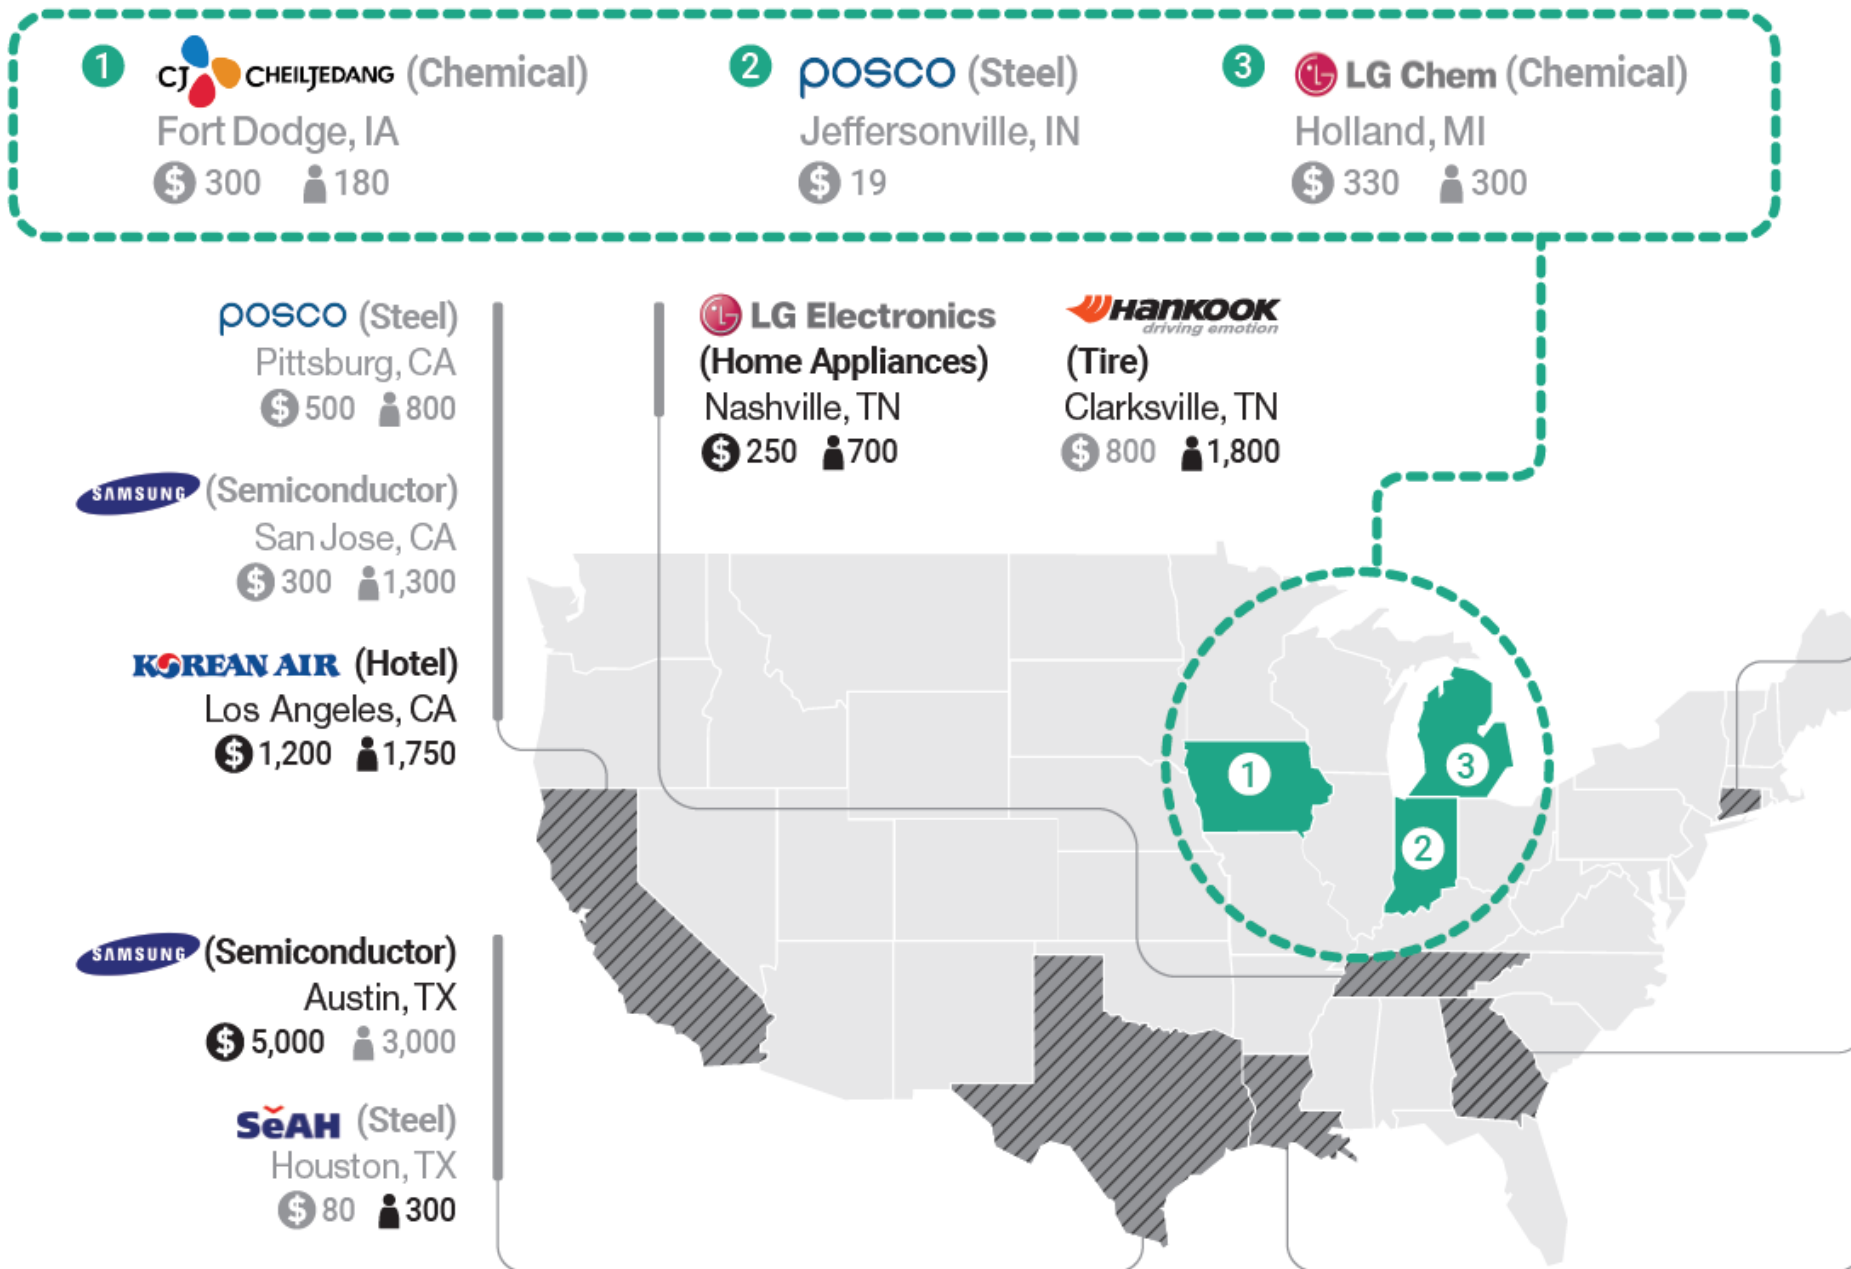 1 CJ CHEILJEDANG (Chemical)
Fort Dodge, IA
$ 300 180
2 posco (Steel)
Jeffersonville, IN
$ 19
3 LG LG Chem (Chemical)
Holland, MI
$ 330 300
posco (Steel)
Pittsburg, CA
$ 500 800
SAMSUNG (Semiconductor)
San Jose, CA
$ 300 1,300
KOREAN AIR (Hotel)
Los Angeles, CA
$ 1,200 1,750
SAMSUNG (Semiconductor)
Austin, TX
$ 5,000 3,000
SeAH (Steel)
Houston, TX
$ 80 300
LG LG Electronics
(Home Appliances)
Nashville, TN
$ 250 700
HANKOOK
driving emotion
(Tire)
Clarksville, TN
$ 800 1,800
1
3
2